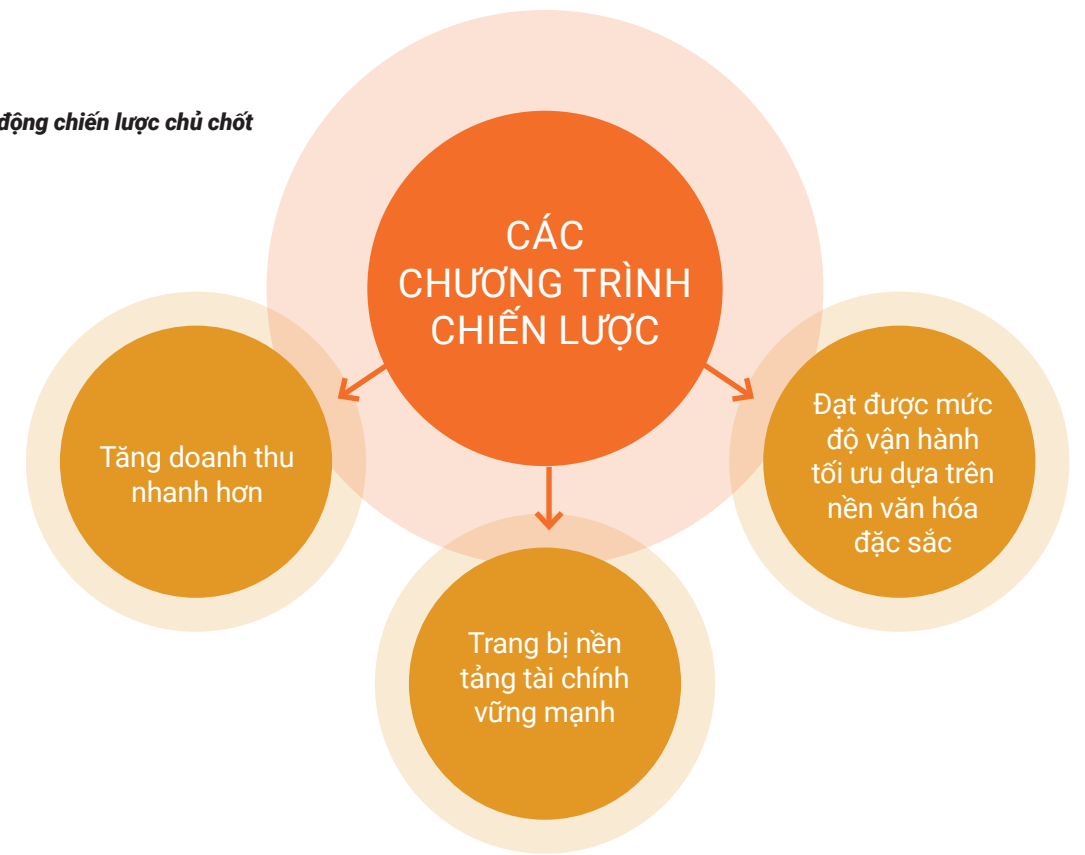 động chiến lược chủ chốt
CÁC
CHƯƠNG TRÌNH
CHIẾN LƯỢC
Tăng doanh thu
nhanh hơn
Trang bị nền
tảng tài chính
vững mạnh
Đạt được mức
độ vận hành
tối ưu dựa trên
nền văn hóa
đặc sắc